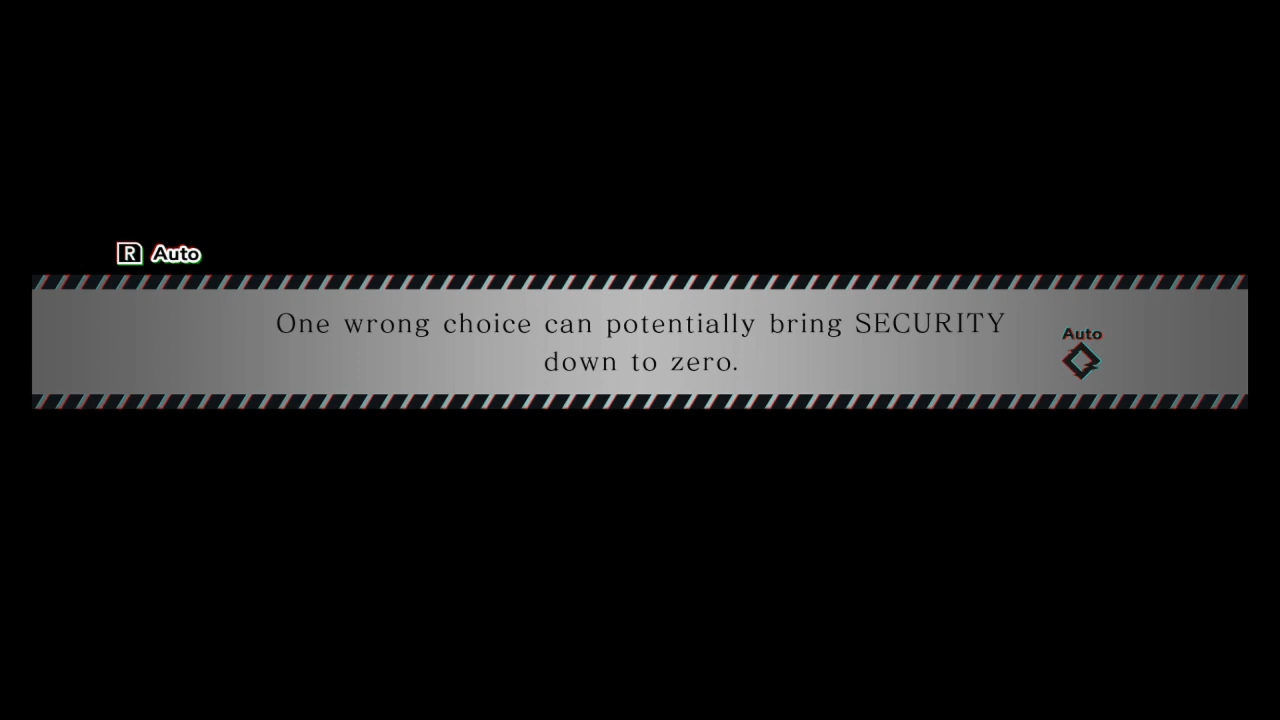 R Auto
One wrong choice can potentially bring SECURITY
Auto
down to zero.